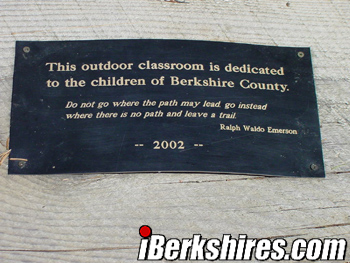 This outdoor classroom is dedicated
to the children of Berkshire County.
Do not go where the path may lead, go instead
where there is no path and leave a trail.
Ralph Waldo Emerson
-- 2002 --
iBerkshires.com